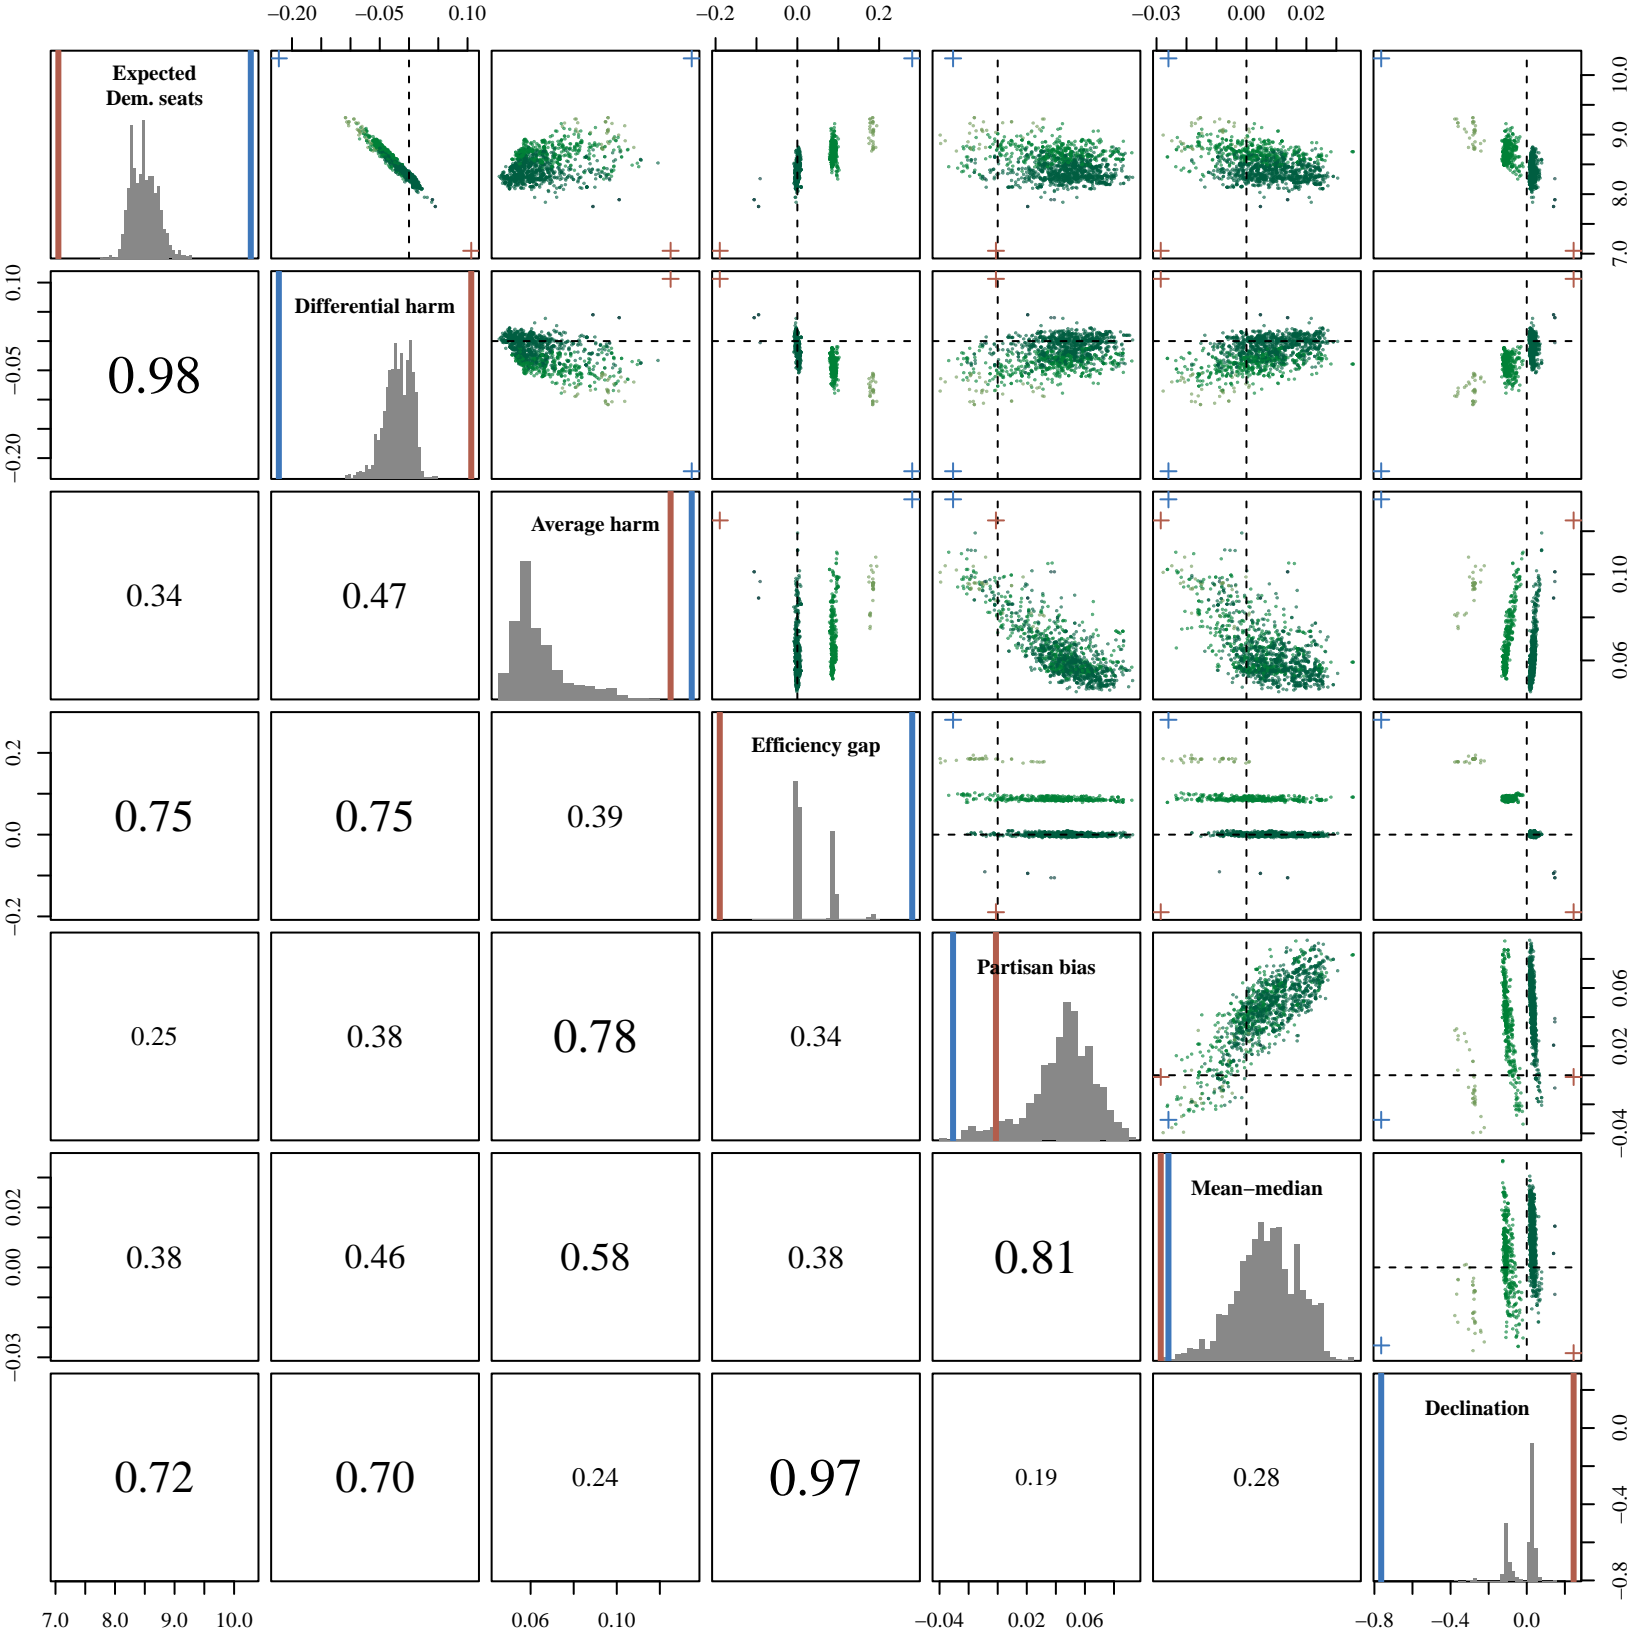 −0.20 −0.05 0.10 −0.2 0.0 0.2 −0.03 0.00 0.02
Expected
Dem. seats
7.0 8.0 9.0 10.0
−0.20 −0.05 0.10
0.98
Differential harm
0.34
0.47
Average harm
0.06 0.10
−0.2 0.0 0.2
0.75
0.75
0.39
Efficiency gap
0.25
0.38
0.78
0.34
Partisan bias
−0.04 0.02 0.06
−0.03 0.00 0.02
0.38
0.46
0.58
0.38
0.81
Mean−median
0.72
0.70
0.24
0.97
0.19
0.28
Declination
−0.8 −0.4 0.0
7.0 8.0 9.0 10.0 0.06 0.10 −0.04 0.02 0.06 −0.8 −0.4 0.0